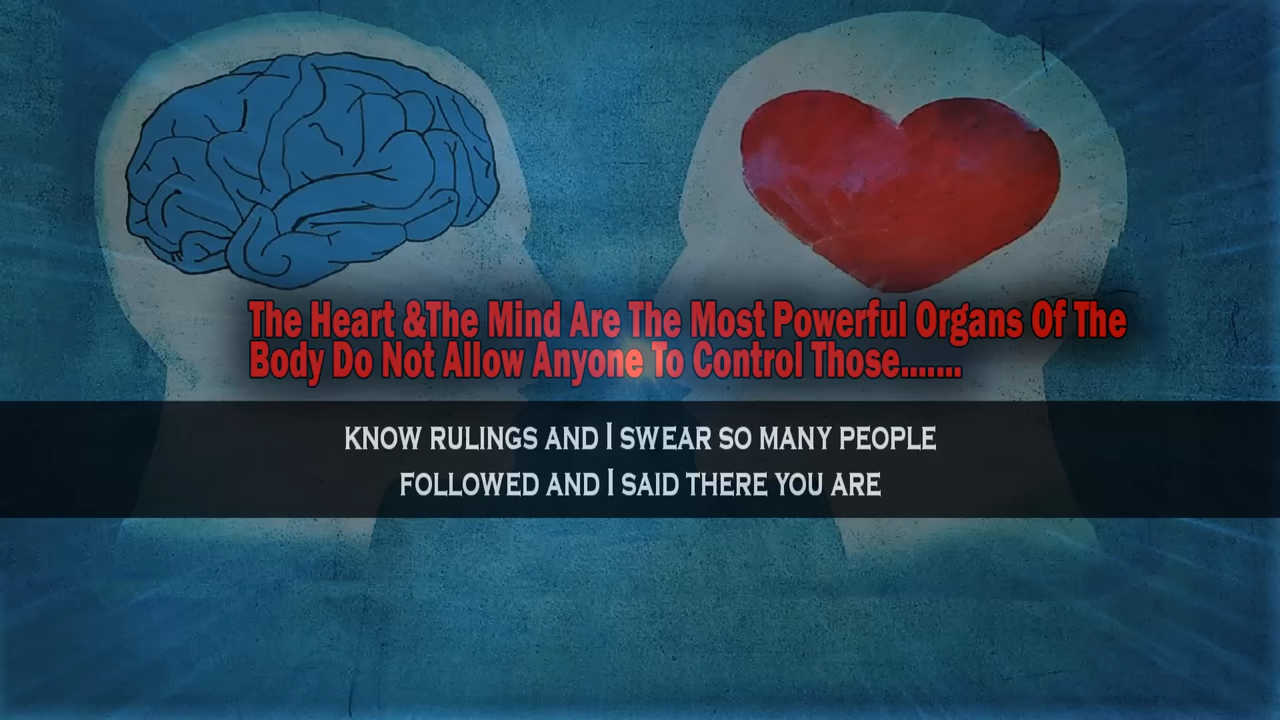 The Heart &The Mind Are The Most Powerful Organs Of The
Body Do Not Allow Anyone To Control Those.......
KNOW RULINGS AND I SWEAR SO MANY PEOPLE
FOLLOWED AND I SAID THERE YOU ARE